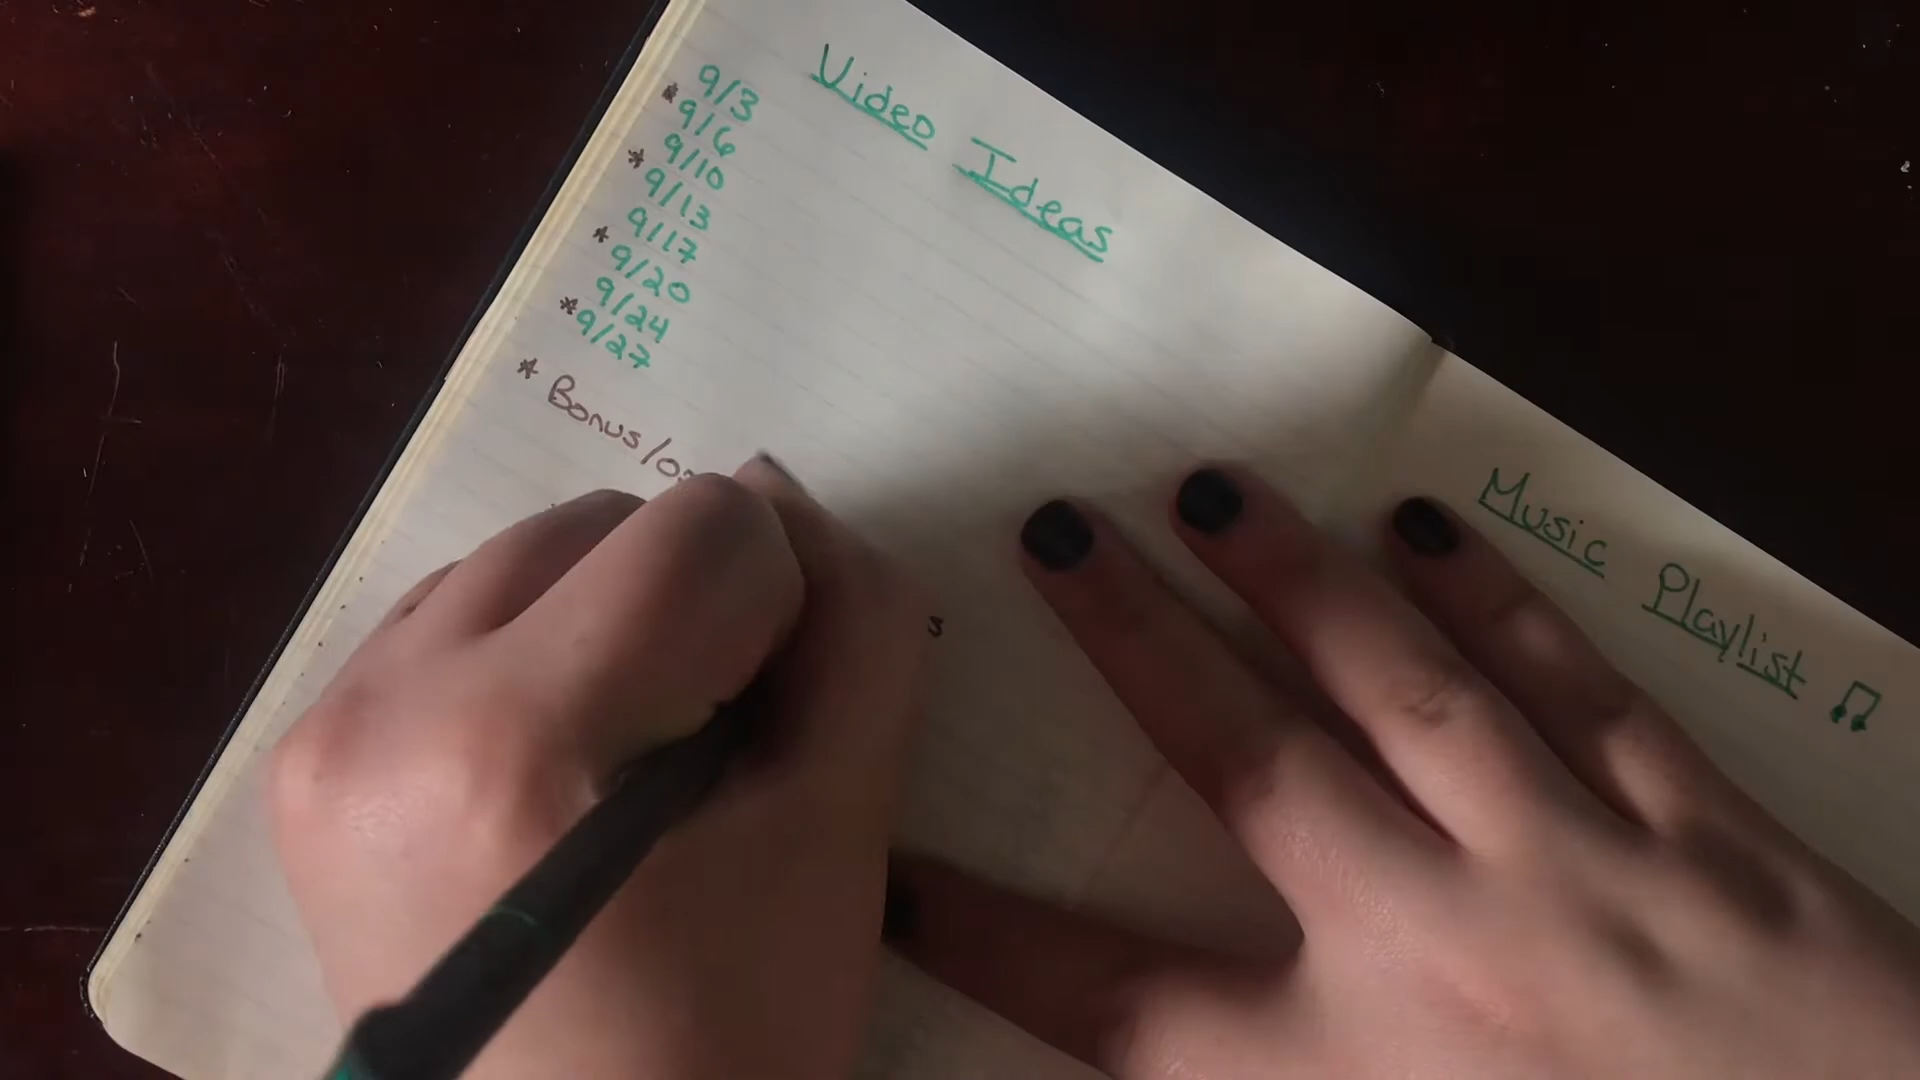 Video Ideas
9/3
* 9/6
9/10
* 9/13
9/17
* 9/20
9/24
* 9/27
* Bonus/
s
Music Playlist ♫